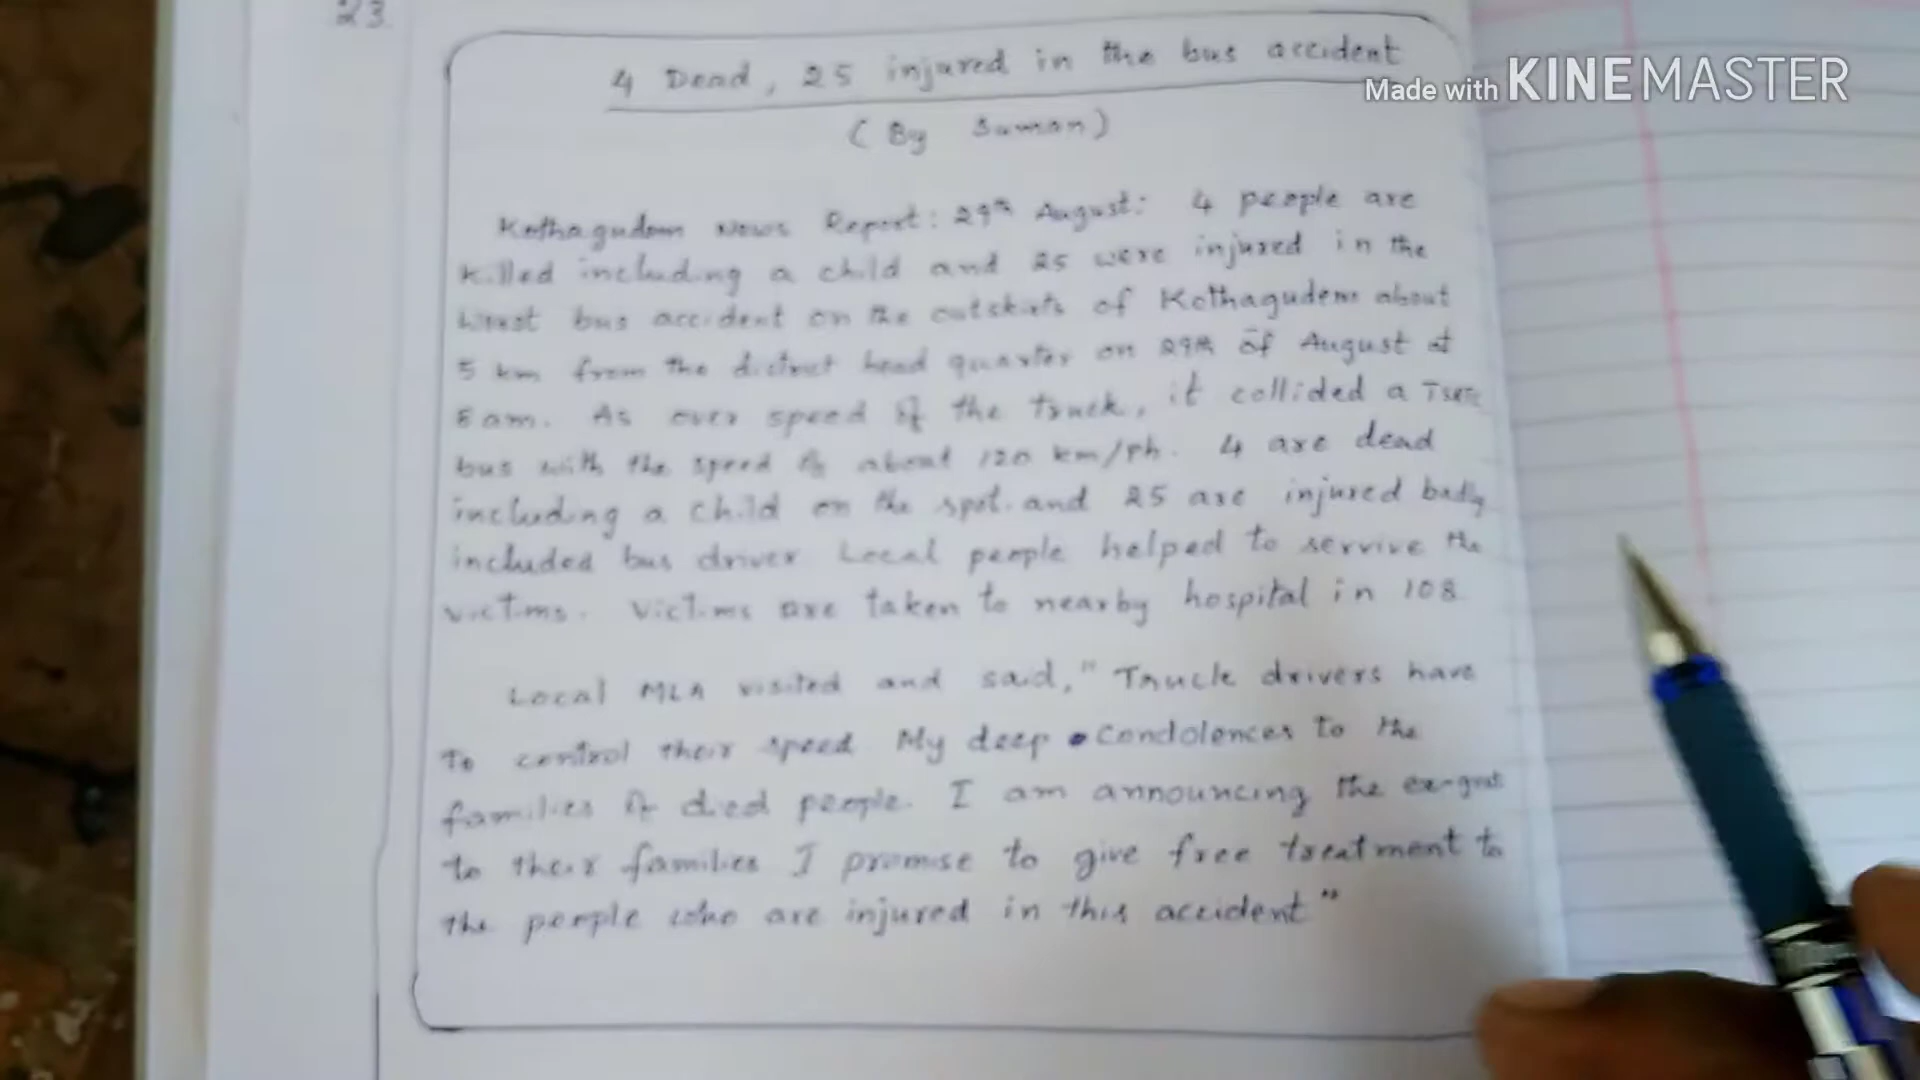 23
4 Dead, 25 injured in the bus accident
Made with KINEMASTER
(By Suman)
Kothagudem News Report: 29th August: 4 people are
killed including a child and 25 were injured in the
worst bus accident on the outskirts of Kothagudem about
5 km from the district head quarter on 29th of August at
5 am. As over speed of the truck, it collided a TSRTC
bus with the speed of about 120 km/ph. 4 are dead
including a child on the spot. and 25 are injured badly
included bus driver Local people helped to servive the
victims. Victims are taken to nearby hospital in 108
Local MLA visited and said, "Truck drivers have
to control their speed My deep condolences to the
families of died people. I am announcing the
to their families I promise to give free treatment to
the people who are injured in this accident"